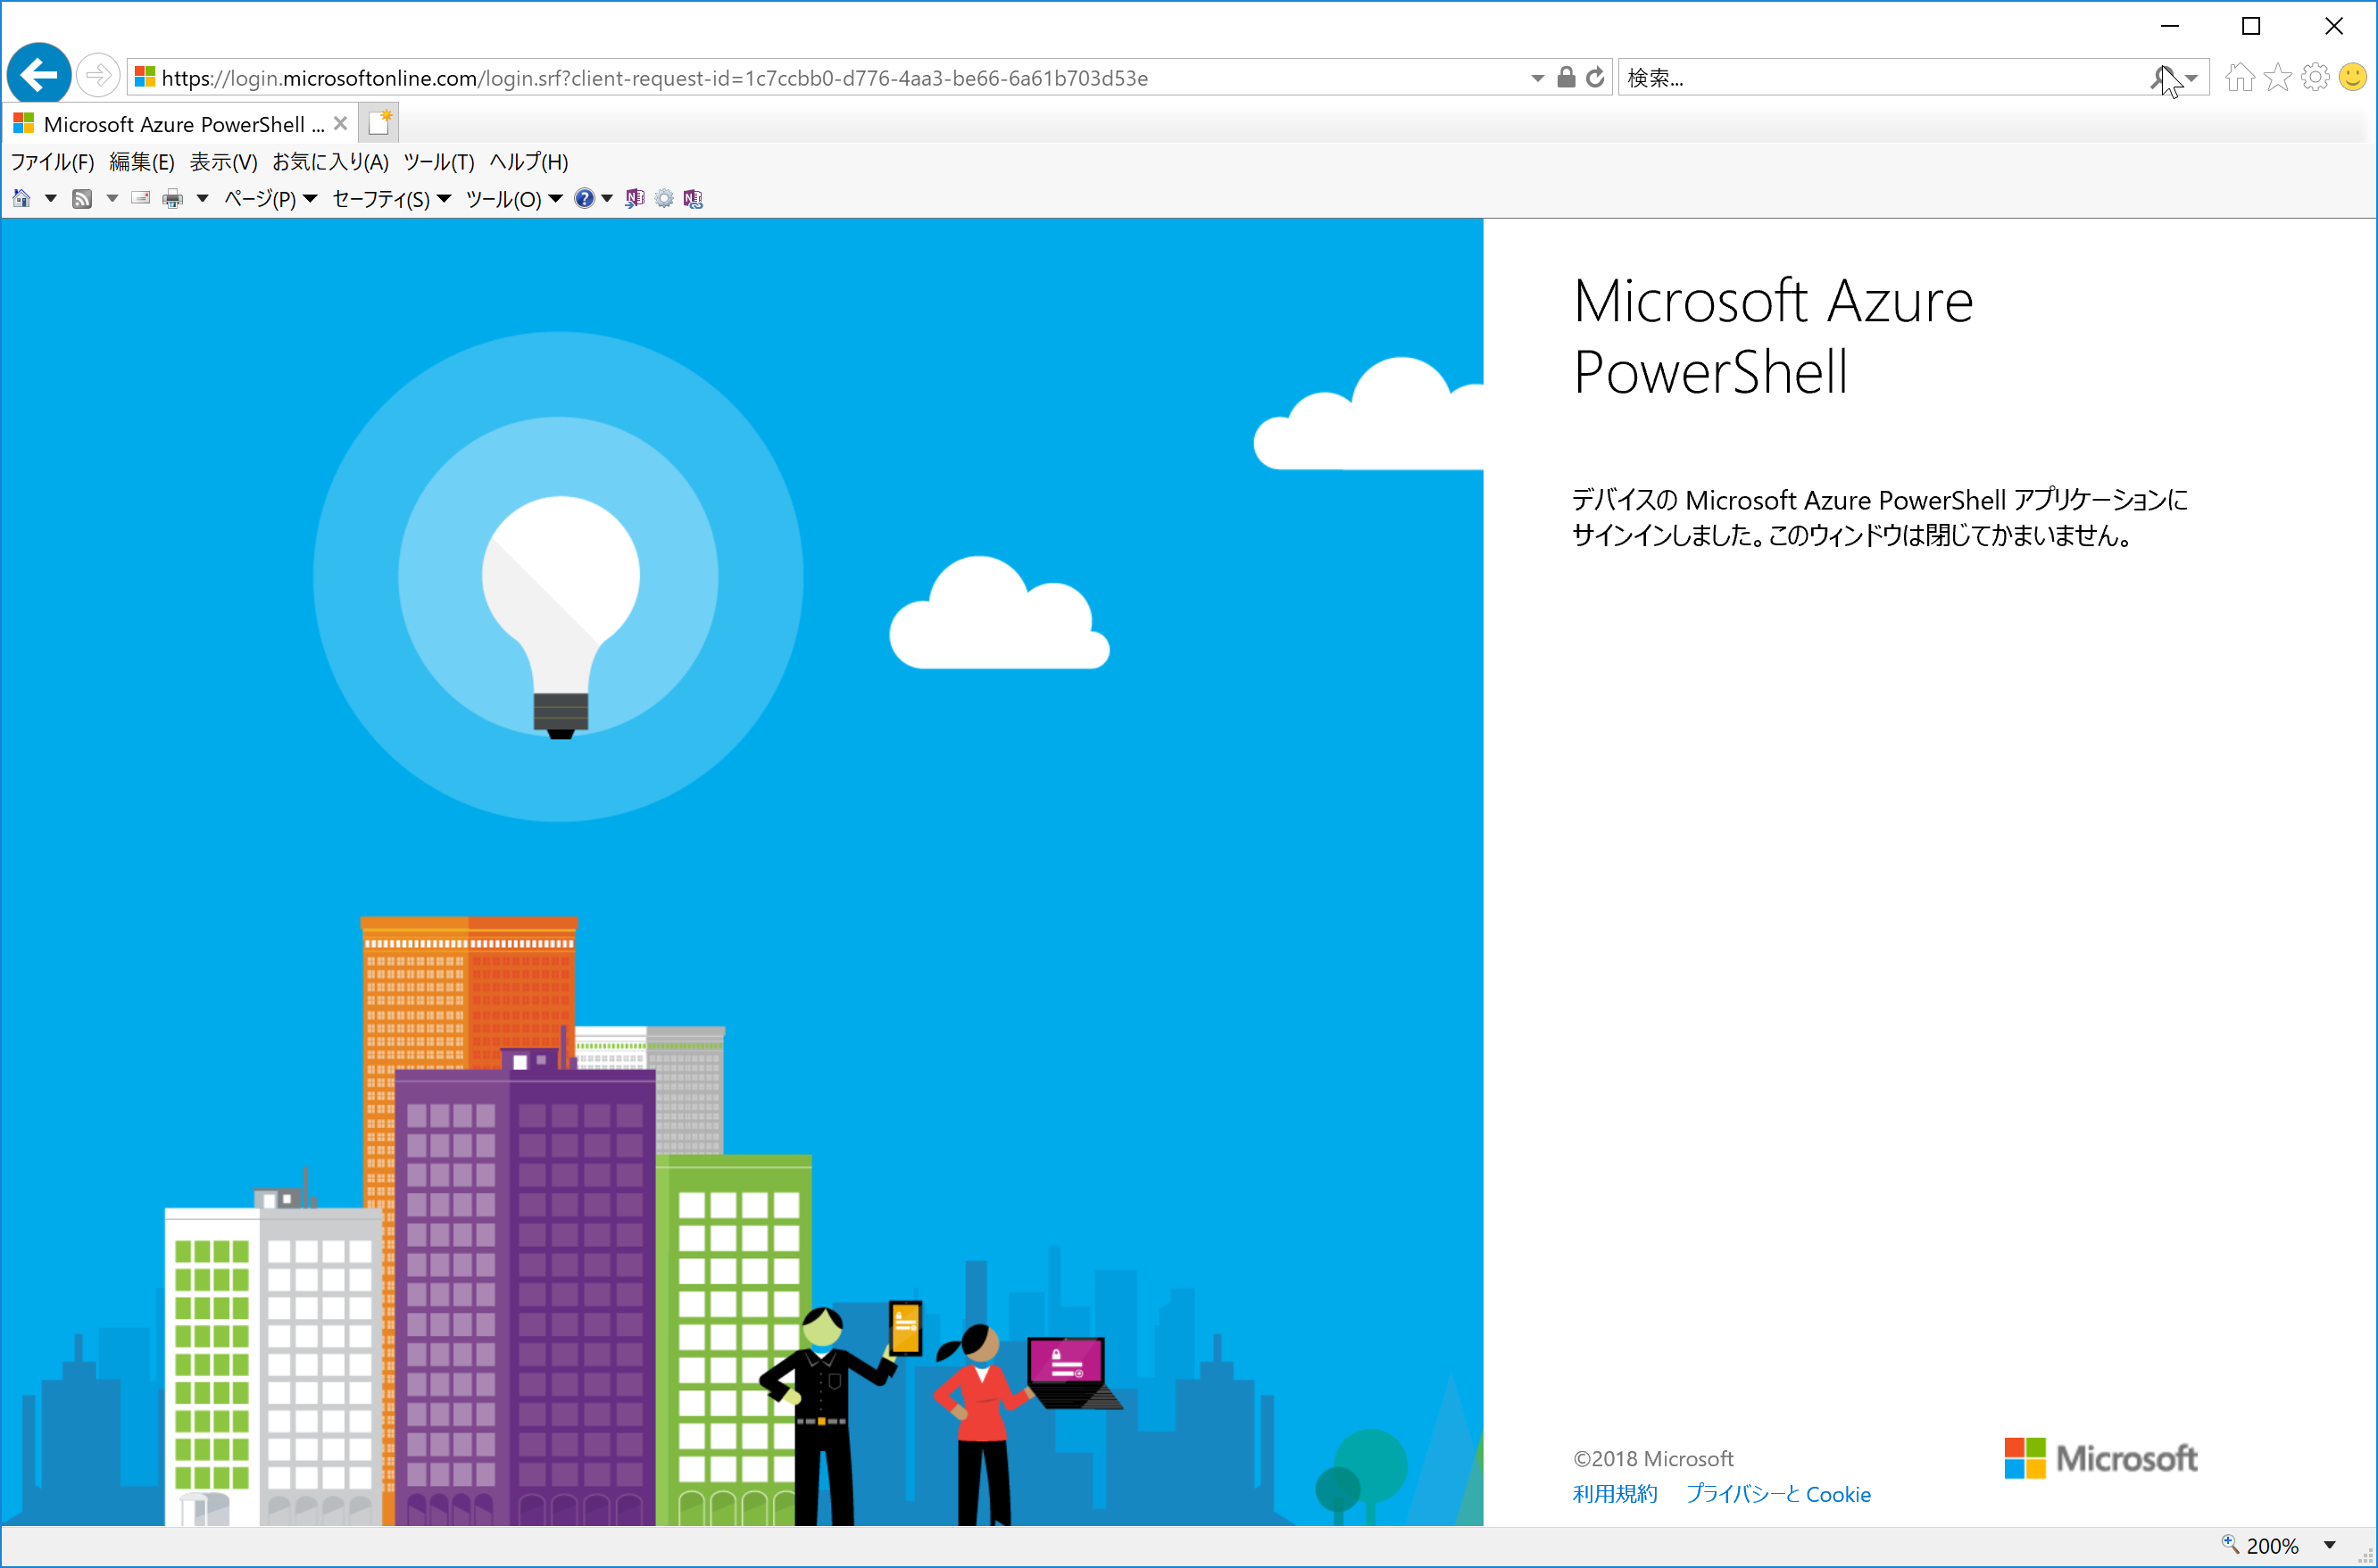 https://login.microsoftonline.com/login.srf?client-request-id=1c7ccbb0-d776-4aa3-be66-6a61b703d53e
検索...
Microsoft Azure PowerShell ...
ファイル(F) 編集(E) 表示(V) お気に入り(A) ツール(T) ヘルプ(H)
ページ(P) セーフティ(S) ツール(O)
Microsoft Azure
PowerShell
デバイスの Microsoft Azure PowerShell アプリケーションに
サインインしました。このウィンドウは閉じてかまいません。
©2018 Microsoft
Microsoft
利用規約 プライバシーと Cookie
200%